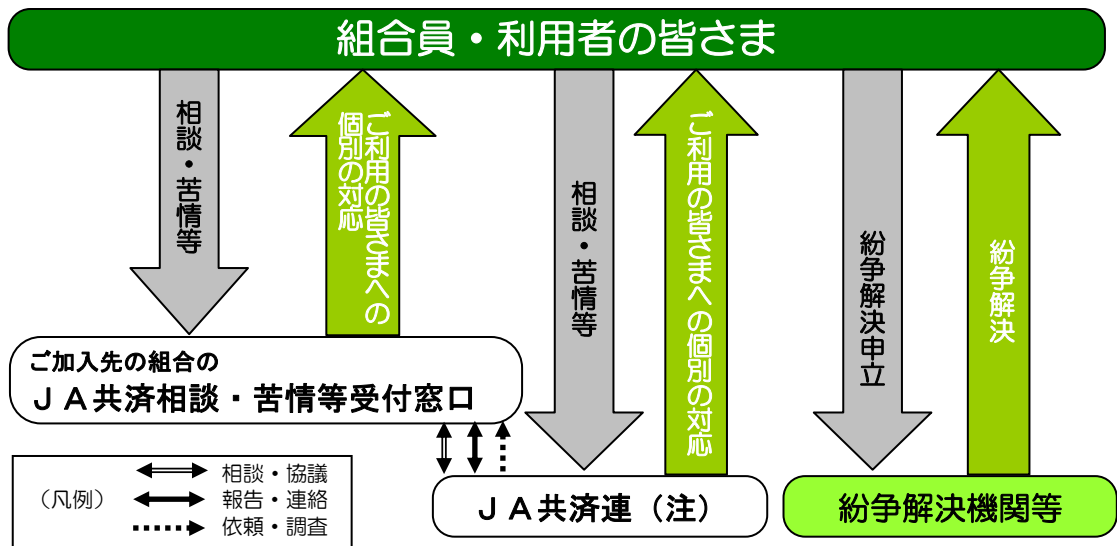 組合員・利用者の皆さま
相談・苦情等
ご利用の皆さまへの
個別の対応
相談・苦情等
ご利用の皆さまへの個別の対応
紛争解決申立
紛争解決
ご加入先の組合の
ＪＡ共済相談・苦情等受付窓口
ＪＡ共済連（注）
紛争解決機関等
（凡例）
相談・協議
報告・連絡
依頼・調査